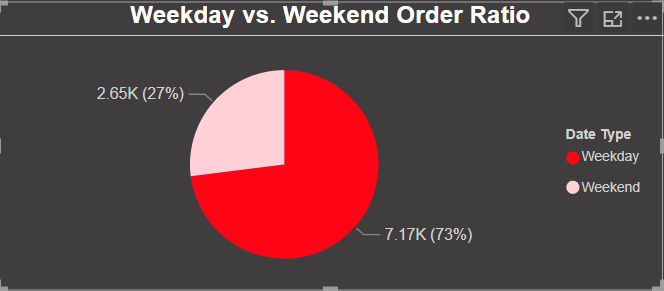 Weekday vs. Weekend Order Ratio
2.65K (27%)
Date Type
Weekday
Weekend
7.17K (73%)